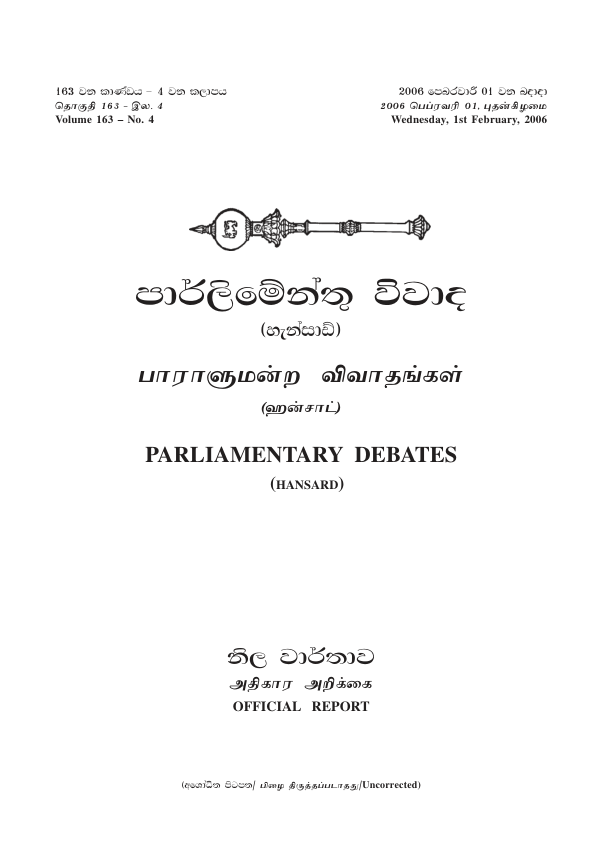 163 වන කාණ්ඩය – 4 වන කලාපය
தொகுதி 163 – இல. 4
Volume 163 – No. 4
2006 පෙබරවාරි 01 වන බදාදා
2006 பெப்ரவரி 01, புதன்கிழமை
Wednesday, 1st February, 2006
පාර්ලිමේන්තු විවාද
(හැන්සාඩ්)
பாராளுமன்ற விவாதங்கள்
(ஹன்சாட்)
PARLIAMENTARY DEBATES
(HANSARD)
නිල වාර්තාව
அதிகார அறிக்கை
OFFICIAL REPORT
(අශෝධිත පිටපත/ பிழை திருத்தப்படாதது/Uncorrected)